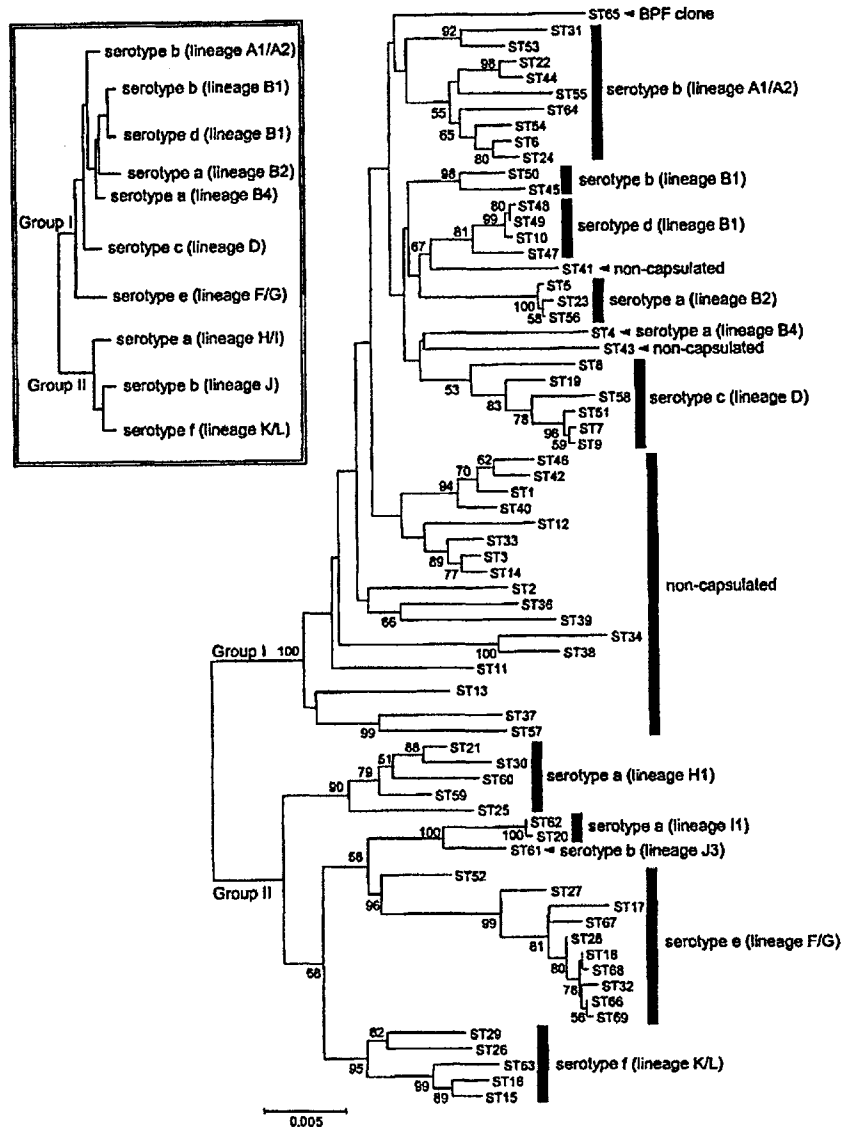 serotype b (lineage A1/A2)
serotype b (lineage B1)
serotype d (lineage B1)
serotype a (lineage B2)
serotype a (lineage B4)
Group I
serotype c (lineage D)
serotype e (lineage F/G)
serotype a (lineage H/I)
Group II
serotype b (lineage J)
serotype f (lineage K/L)
ST65 BPF clone
92 ST31
ST53
98 ST22
ST44
ST55
serotype b (lineage A1/A2)
55 ST64
65 ST54
ST6
80 ST24
98 ST50
ST45
serotype b (lineage B1)
80 ST48
99 ST49
81 ST10
serotype d (lineage B1)
67 ST47
ST41 non-capsulated
ST5
100 ST23
58 ST56
serotype a (lineage B2)
ST4 serotype a (lineage B4)
ST43 non-capsulated
ST8
53 ST19
83 ST58
serotype c (lineage D)
78 ST51
96 ST7
59 ST9
62 ST46
70 ST42
94 ST1
ST40
ST12
ST33
89 ST3
77 ST14
non-capsulated
ST2
ST36
66 ST39
ST34
100 ST38
Group I 100
ST11
ST13
ST37
99 ST57
88 ST21
51 ST30
79 ST60
serotype a (lineage H1)
90 ST59
ST25
ST62
100 100 ST20
serotype a (lineage I1)
58 ST61 serotype b (lineage J3)
ST52
Group II
96 ST27
99 ST17
81 ST67
ST28
serotype e (lineage F/G)
80 ST18
ST68
78 ST32
ST66
56 ST69
68
82 ST29
ST26
95 ST63
serotype f (lineage K/L)
99 ST16
89 ST15
0.005